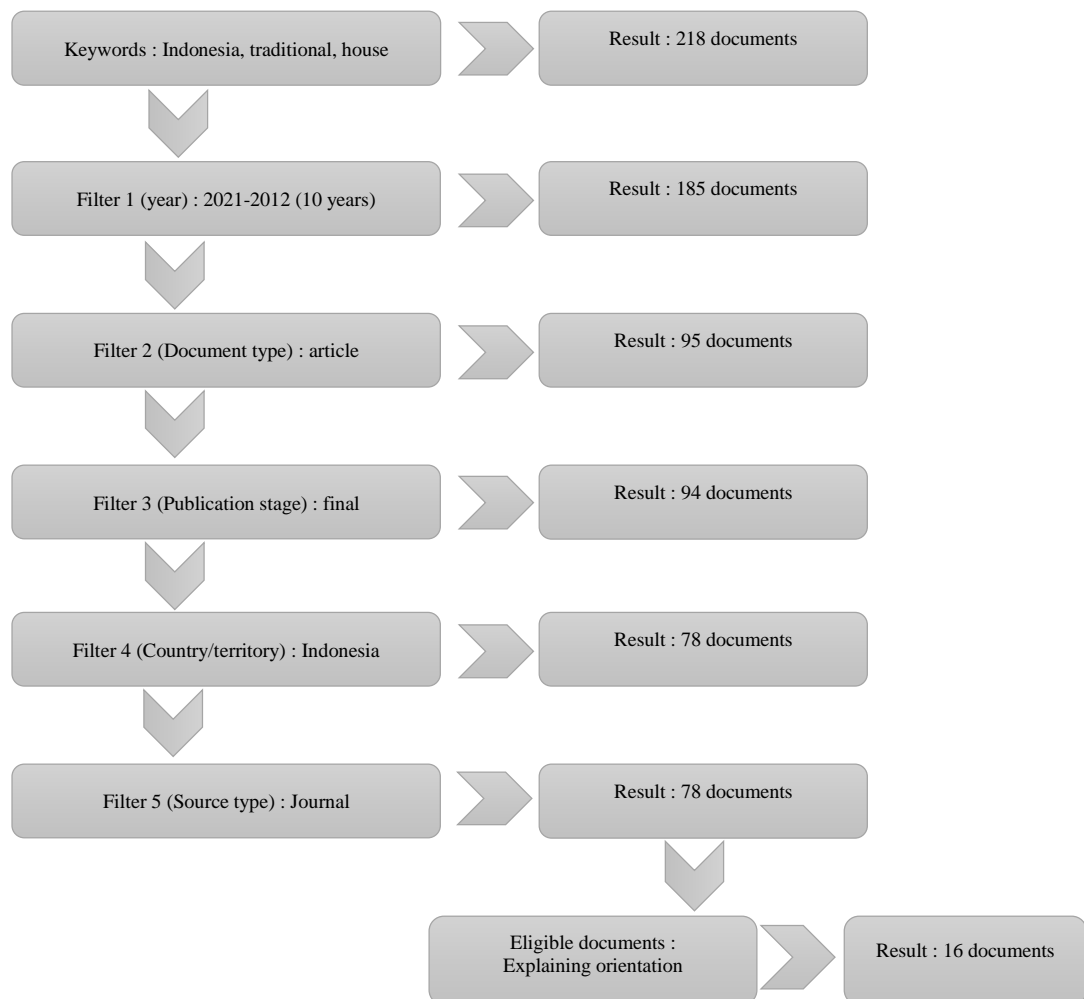 Keywords : Indonesia, traditional, house
Result : 218 documents
Filter 1 (year) : 2021-2012 (10 years)
Result : 185 documents
Filter 2 (Document type) : article
Result : 95 documents
Filter 3 (Publication stage) : final
Result : 94 documents
Filter 4 (Country/territory) : Indonesia
Result : 78 documents
Filter 5 (Source type) : Journal
Result : 78 documents
Eligible documents :
Explaining orientation
Result : 16 documents